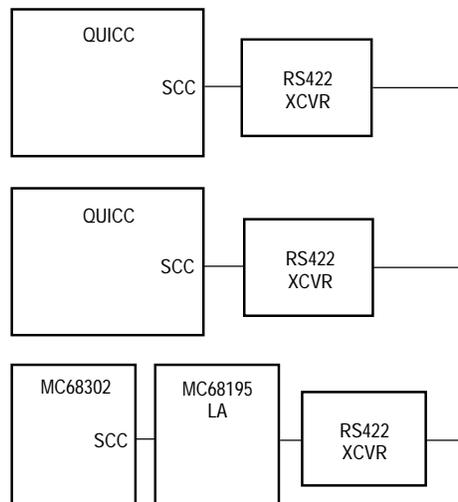 QUICC
SCC
RS422
XCVR
QUICC
SCC
RS422
XCVR
MC68302
SCC
MC68195
LA
RS422
XCVR